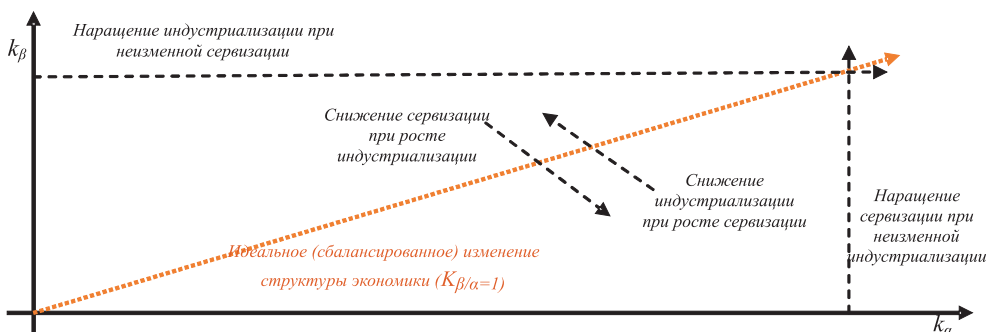 Наращение индустриализации при
неизменной сервизации
kβ
Снижение сервизации
при росте
индустриализации
Снижение
индустриализации
при росте сервизации
Наращение
сервизации при
неизменной
индустриализации
Идеальное (сбалансированное) изменение
структуры экономики (Kβ/α=1)
kα